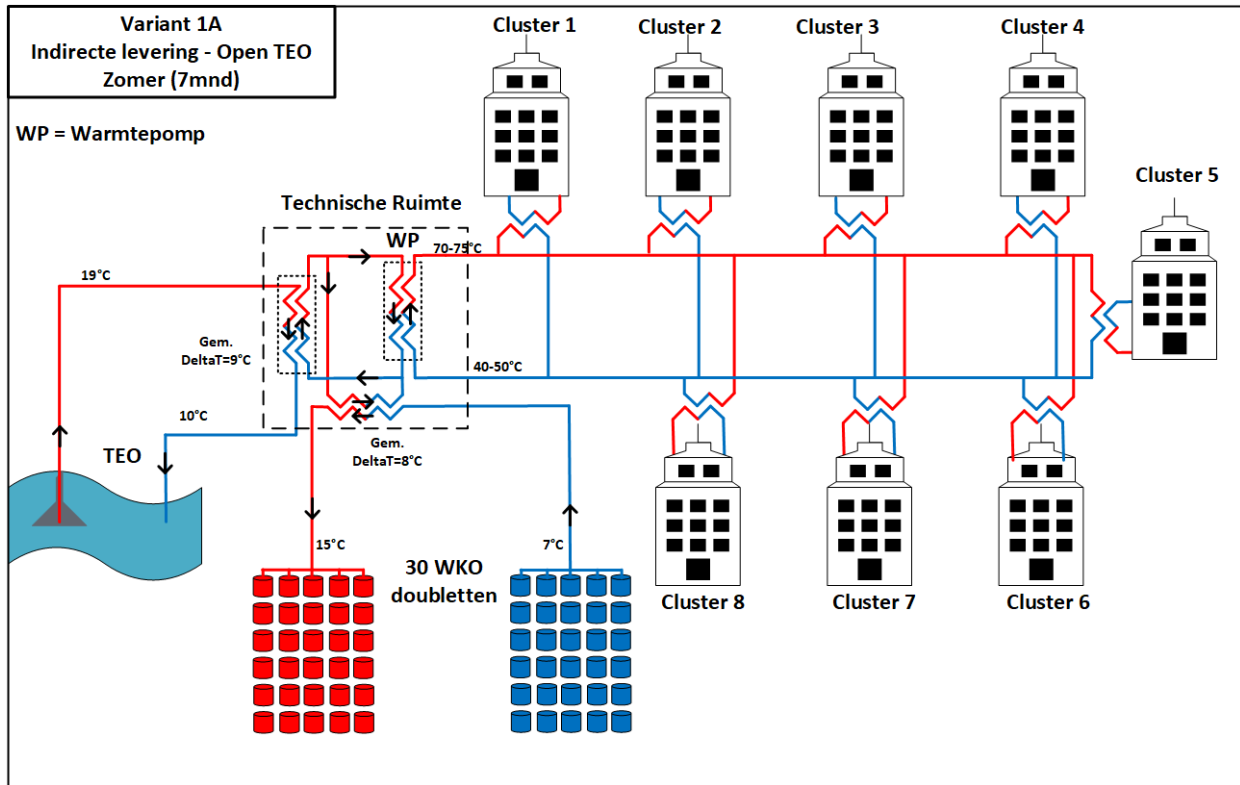 Variant 1A
Indirecte levering - Open TEO
Zomer (7mnd)
WP = Warmtepomp
Cluster 1
Cluster 2
Cluster 3
Cluster 4
Cluster 5
Technische Ruimte
WP
70-75°C
19°C
Gem.
DeltaT=9°C
40-50°C
10°C
Gem.
DeltaT=8°C
TEO
15°C
7°C
30 WKO
doubletten
Cluster 8
Cluster 7
Cluster 6